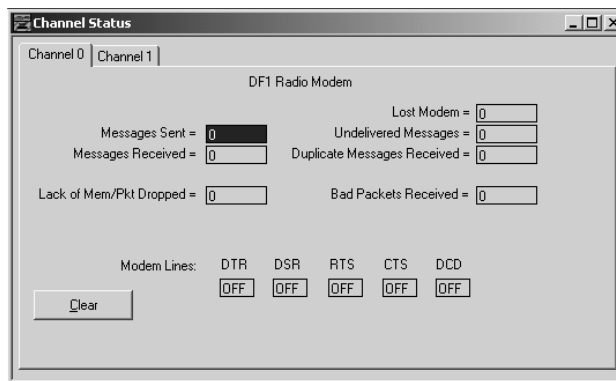 Channel Status
Channel 0 Channel 1
DF1 Radio Modem
Lost Modem = 0
Messages Sent = 0 Undelivered Messages = 0
Messages Received = 0 Duplicate Messages Received = 0
Lack of Mem/Pkt Dropped = 0 Bad Packets Received = 0
Modem Lines: DTR DSR RTS CTS DCD
OFF OFF OFF OFF OFF
Clear